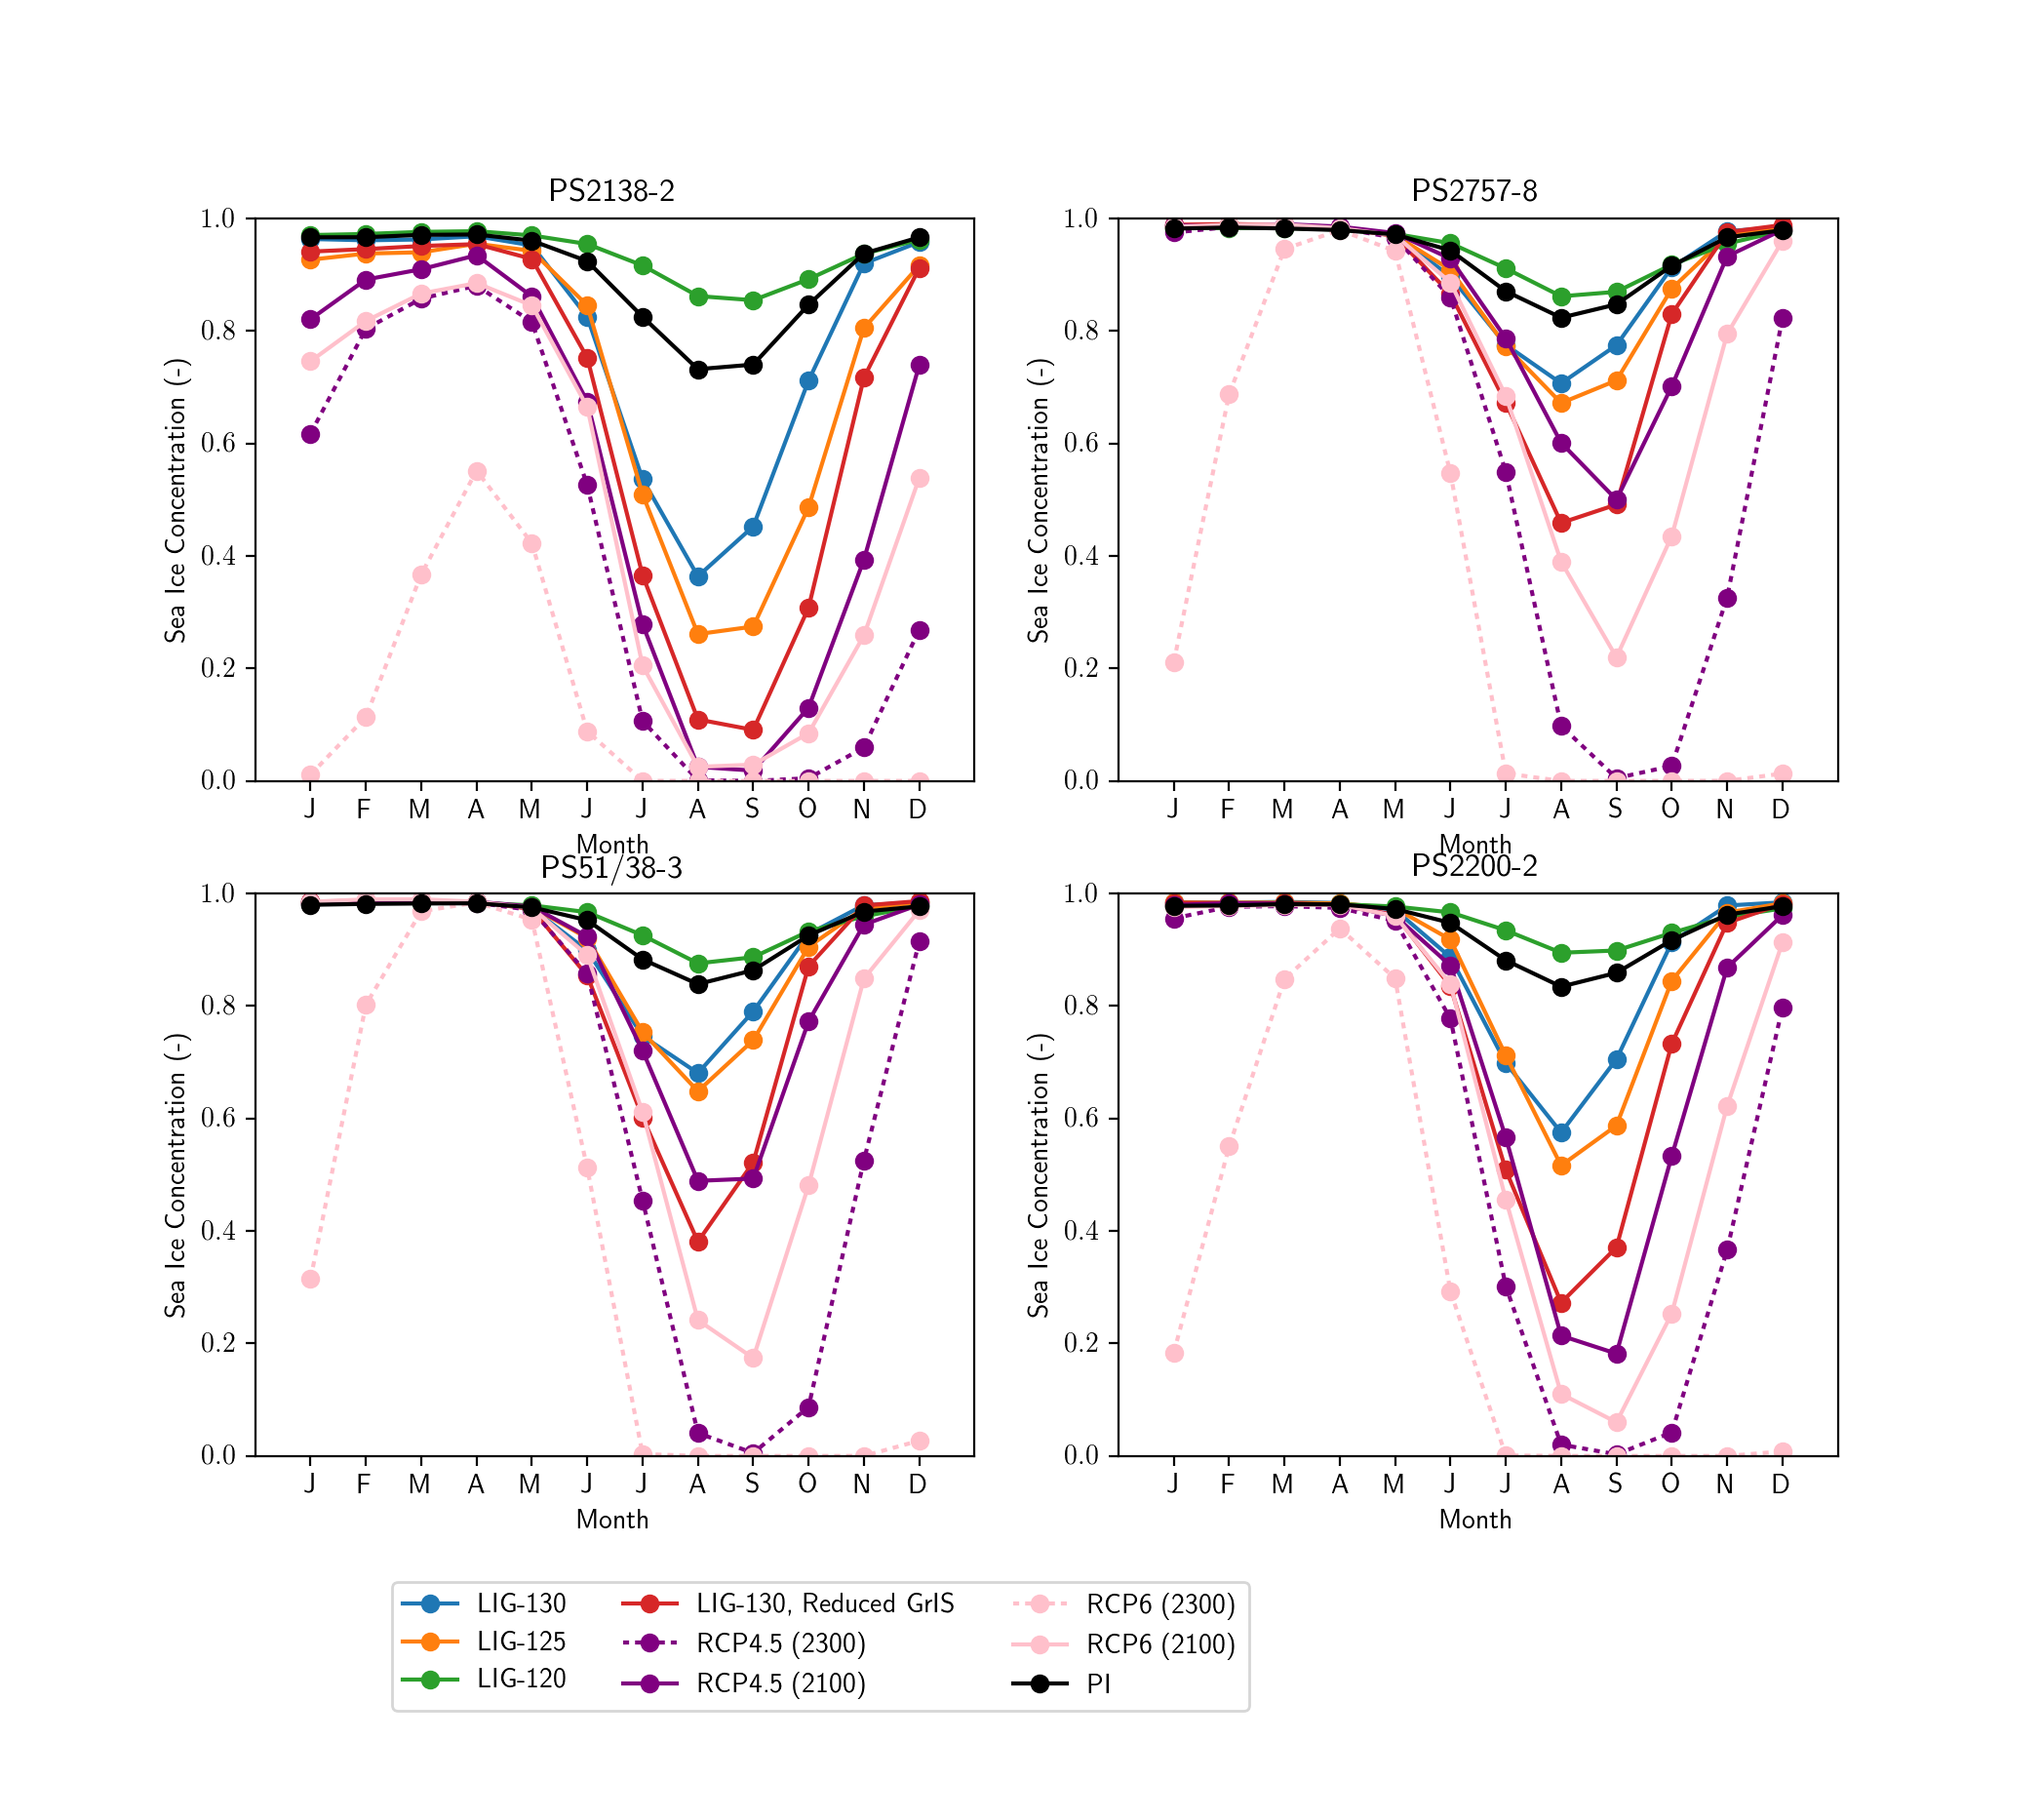 PS2138-2
1.0
0.8
0.6
0.4
0.2
0.0
Sea Ice Concentration (-)
J F M A M J J A S O N D
Month
PS2757-8
1.0
0.8
0.6
0.4
0.2
0.0
Sea Ice Concentration (-)
J F M A M J J A S O N D
Month
PS51/38-3
1.0
0.8
0.6
0.4
0.2
0.0
Sea Ice Concentration (-)
J F M A M J J A S O N D
Month
PS2200-2
1.0
0.8
0.6
0.4
0.2
0.0
Sea Ice Concentration (-)
J F M A M J J A S O N D
Month
LIG-130
LIG-125
LIG-120
LIG-130, Reduced GrIS
RCP4.5 (2300)
RCP4.5 (2100)
RCP6 (2300)
RCP6 (2100)
PI